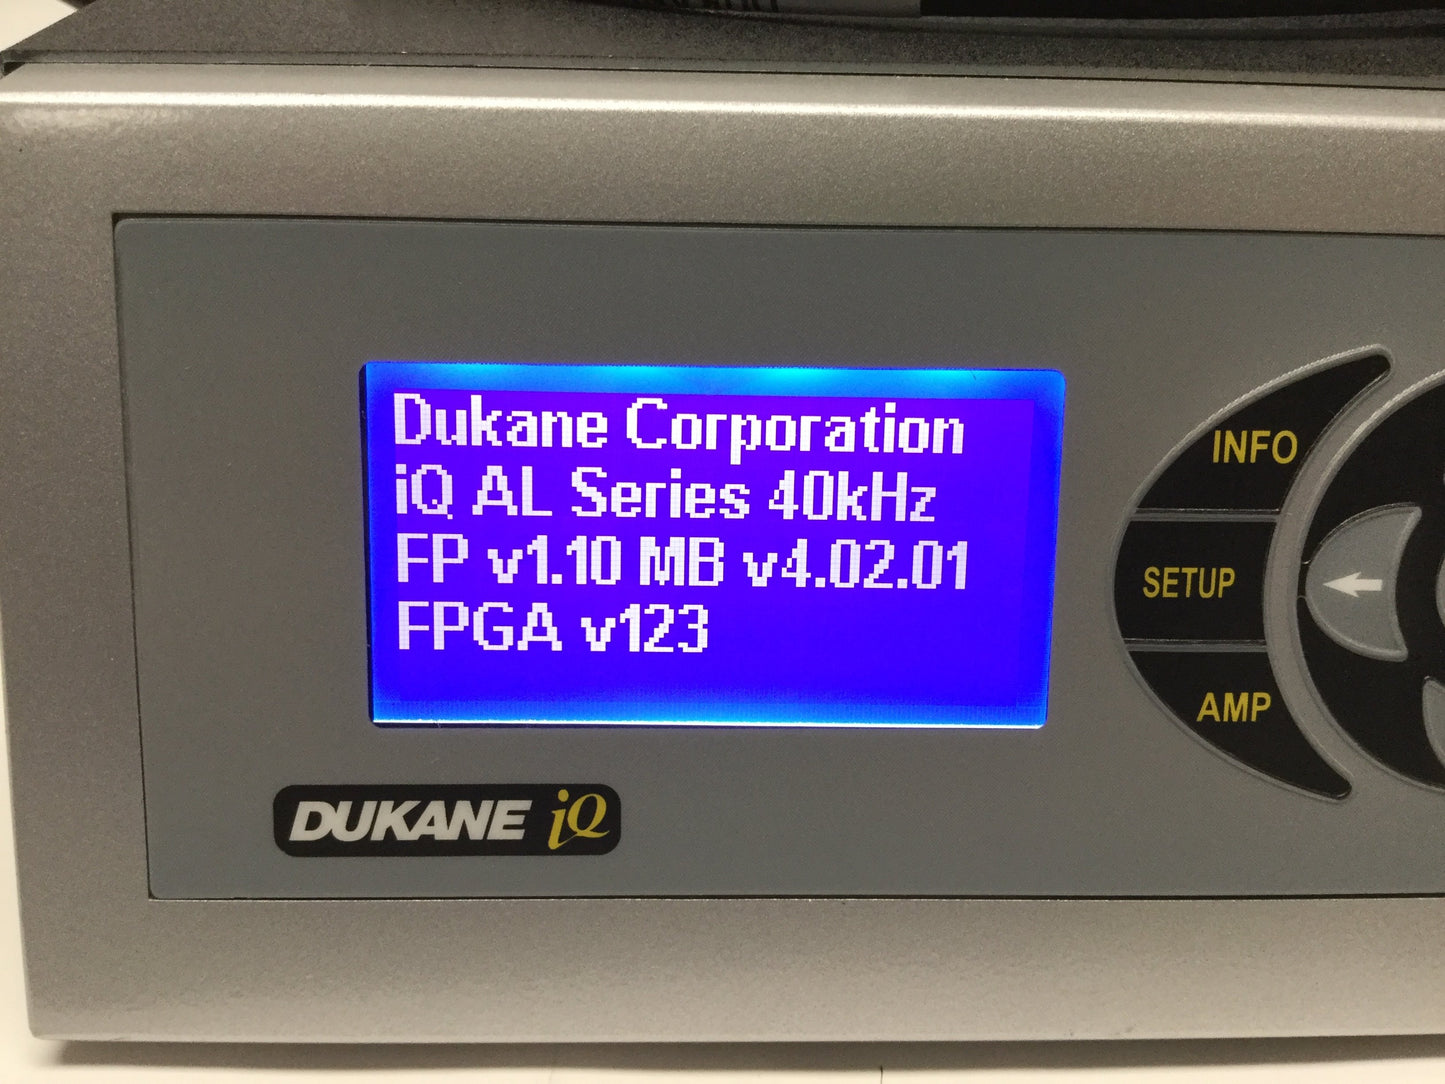 Dukane Corporation
iQ AL Series 40kHz
FP v1.10 MB v4.02.01
FPGA v123
INFO
SETUP
AMP
DUKANE iQ